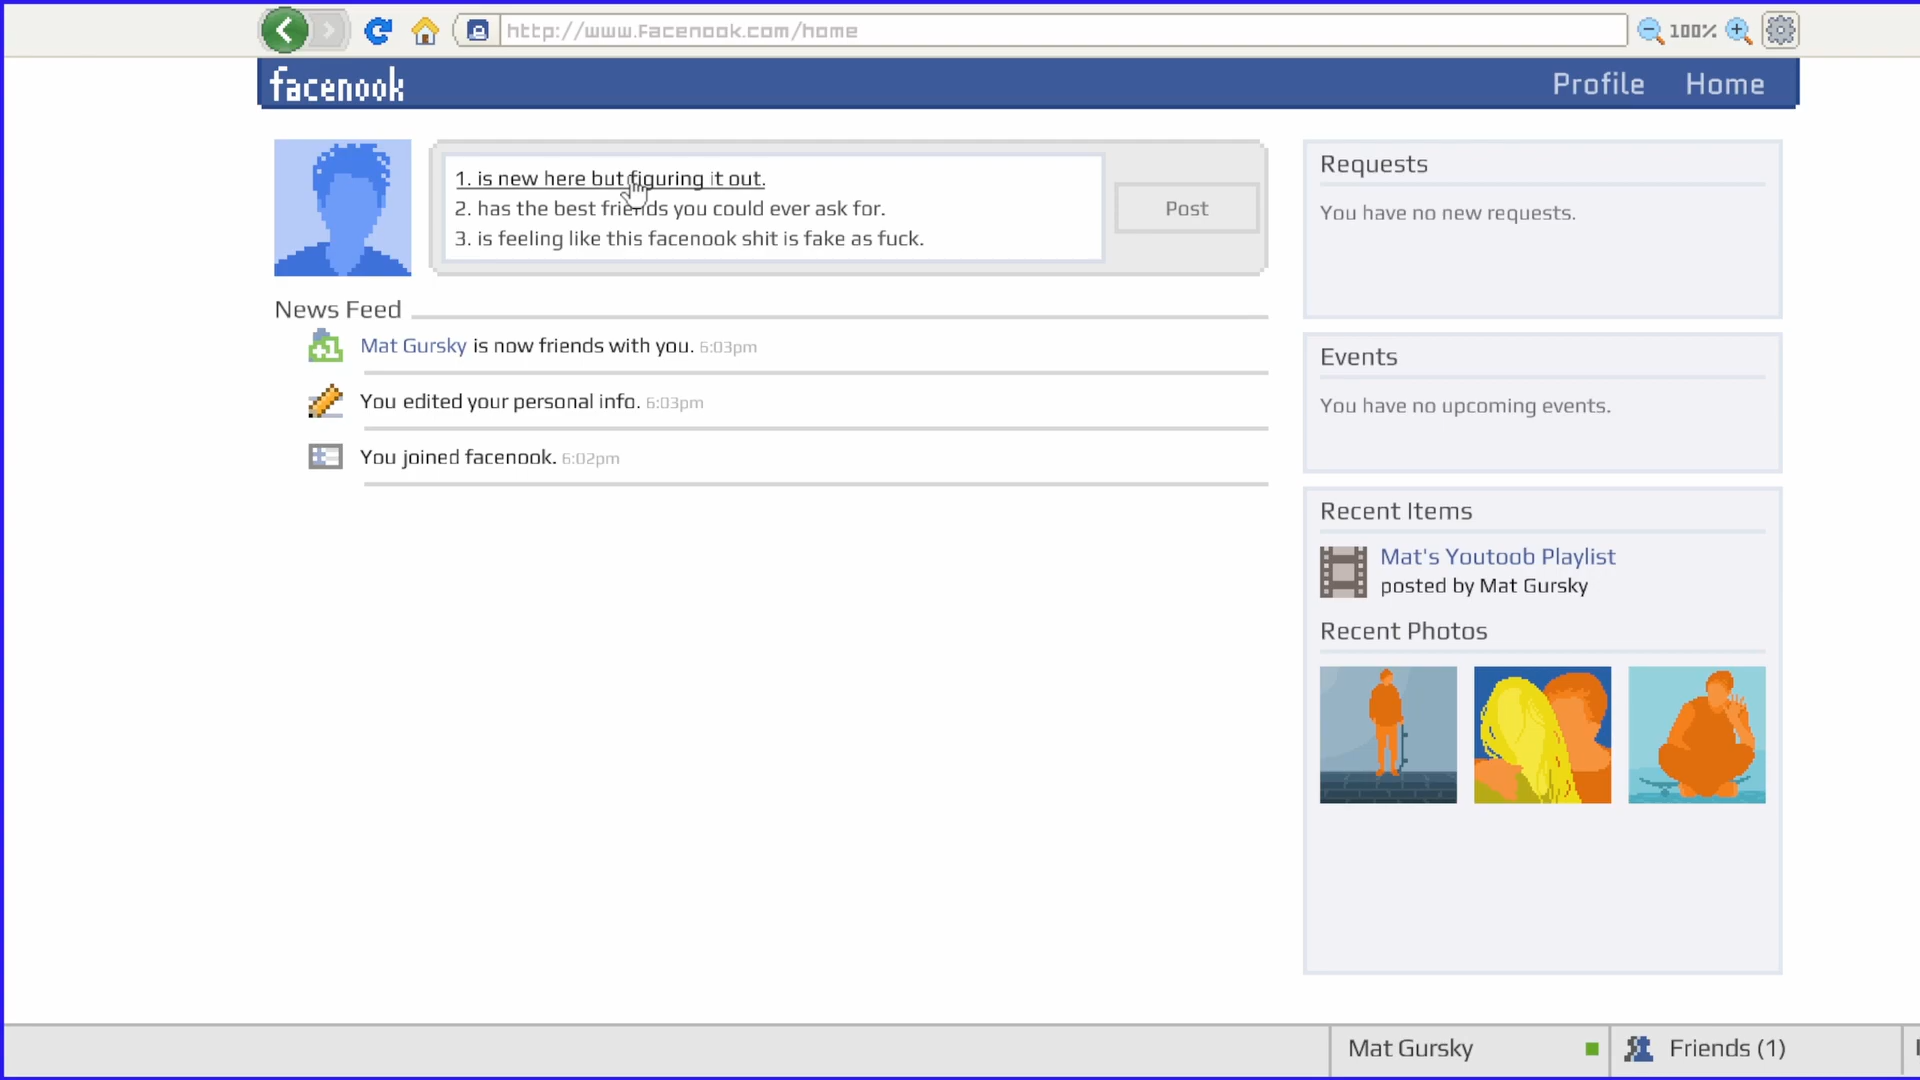 http://www.facenook.com/home
100%
facenook
Profile
Home
1. is new here but figuring it out.
2. has the best friends you could ever ask for.
3. is feeling like this facenook shit is fake as fuck.
Post
News Feed
+1
Mat Gursky is now friends with you. 6:03pm
You edited your personal info. 6:03pm
You joined facenook. 6:02pm
Requests
You have no new requests.
Events
You have no upcoming events.
Recent Items
Mat's Youtoob Playlist
posted by Mat Gursky
Recent Photos
Mat Gursky
Friends (1)